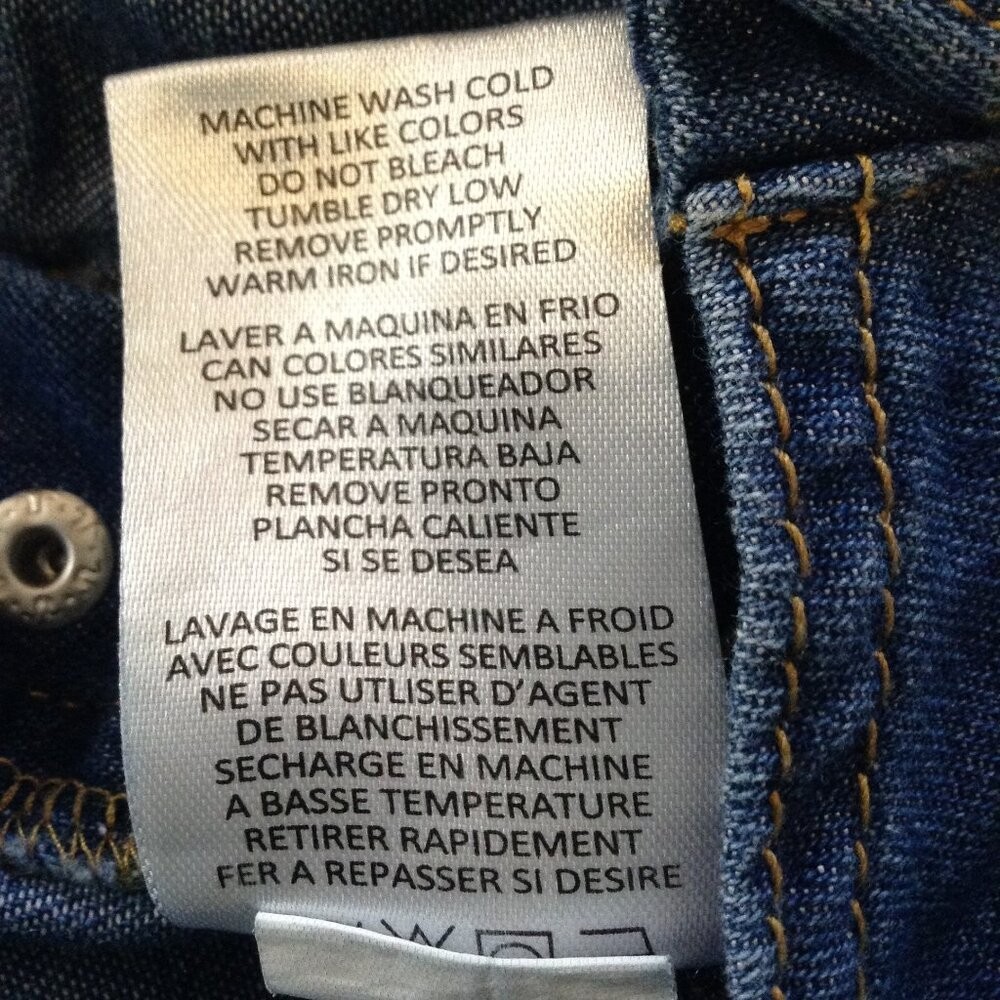 MACHINE WASH COLD
WITH LIKE COLORS
DO NOT BLEACH
TUMBLE DRY LOW
REMOVE PROMPTLY
WARM IRON IF DESIRED
LAVER A MAQUINA EN FRIO
CAN COLORES SIMILARES
NO USE BLANQUEADOR
SECAR A MAQUINA
TEMPERATURA BAJA
REMOVE PRONTO
PLANCHA CALIENTE
SI SE DESEA
LAVAGE EN MACHINE A FROID
AVEC COULEURS SEMBLABLES
NE PAS UTLISER D'AGENT
DE BLANCHISSEMENT
SECHARGE EN MACHINE
A BASSE TEMPERATURE
RETIRER RAPIDEMENT
FER A REPASSER SI DESIRE